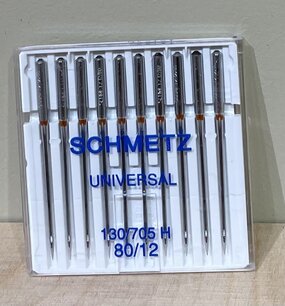 SCHMETZ
UNIVERSAL
130/705 H
80/12